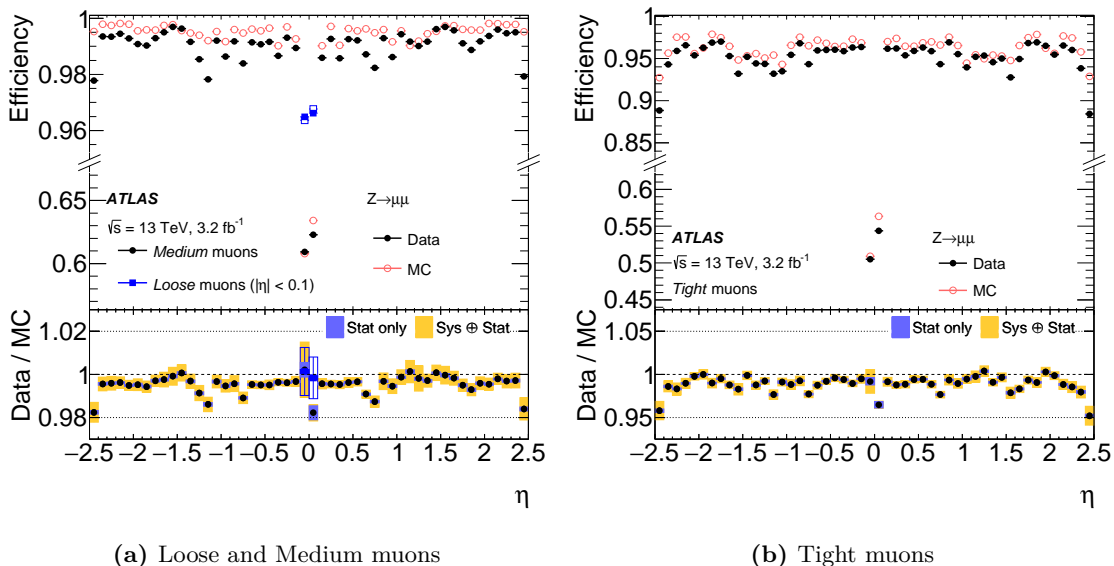 Efficiency
1
0.98
0.96
0.65
0.6
ATLAS
Z→μμ
√s = 13 TeV, 3.2 fb⁻¹
Medium muons
Data
Loose muons (|η| < 0.1)
MC
Data / MC
1.02
1
0.98
Stat only
Sys ⊕ Stat
−2.5 −2 −1.5 −1 −0.5 0 0.5 1 1.5 2 2.5
η
(a) Loose and Medium muons
Efficiency
1
0.95
0.9
0.85
0.6
0.5
ATLAS
Z→μμ
√s = 13 TeV, 3.2 fb⁻¹
Data
Tight muons
MC
Data / MC
1.05
1
0.95
Stat only
Sys ⊕ Stat
−2.5 −2 −1.5 −1 −0.5 0 0.5 1 1.5 2 2.5
η
(b) Tight muons